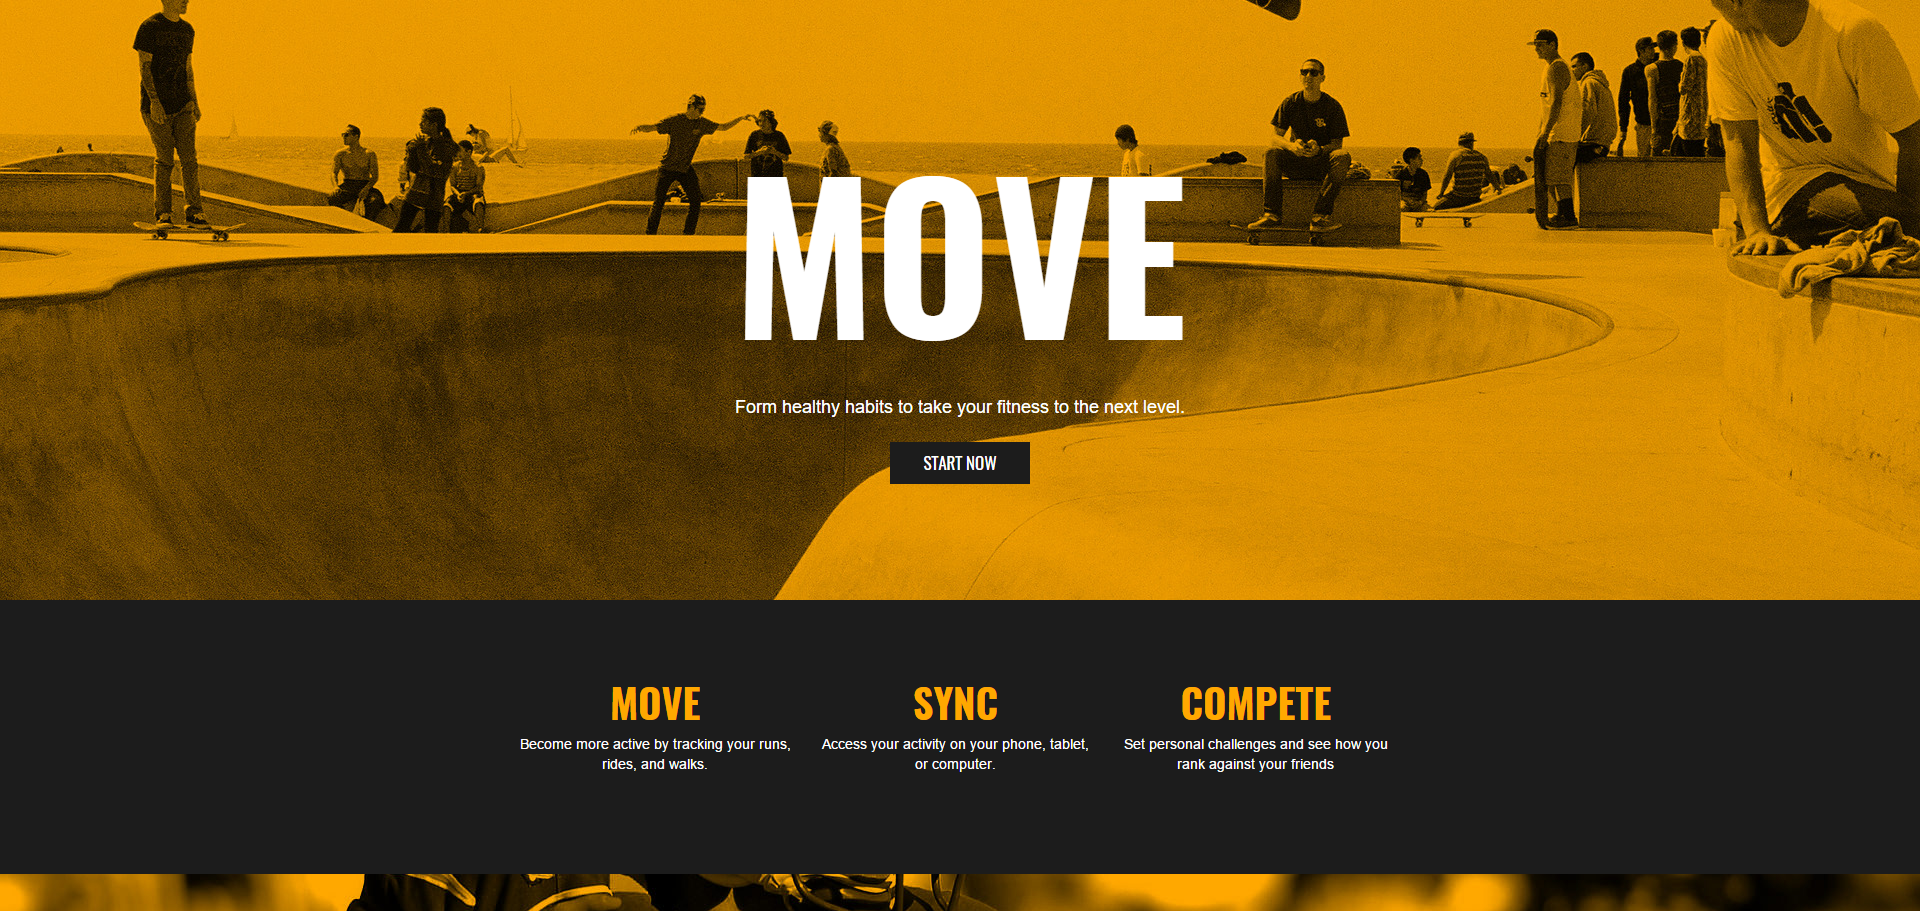 MOVE
Form healthy habits to take your fitness to the next level.
START NOW
MOVE
Become more active by tracking your runs,
rides, and walks.
SYNC
Access your activity on your phone, tablet,
or computer.
COMPETE
Set personal challenges and see how you
rank against your friends